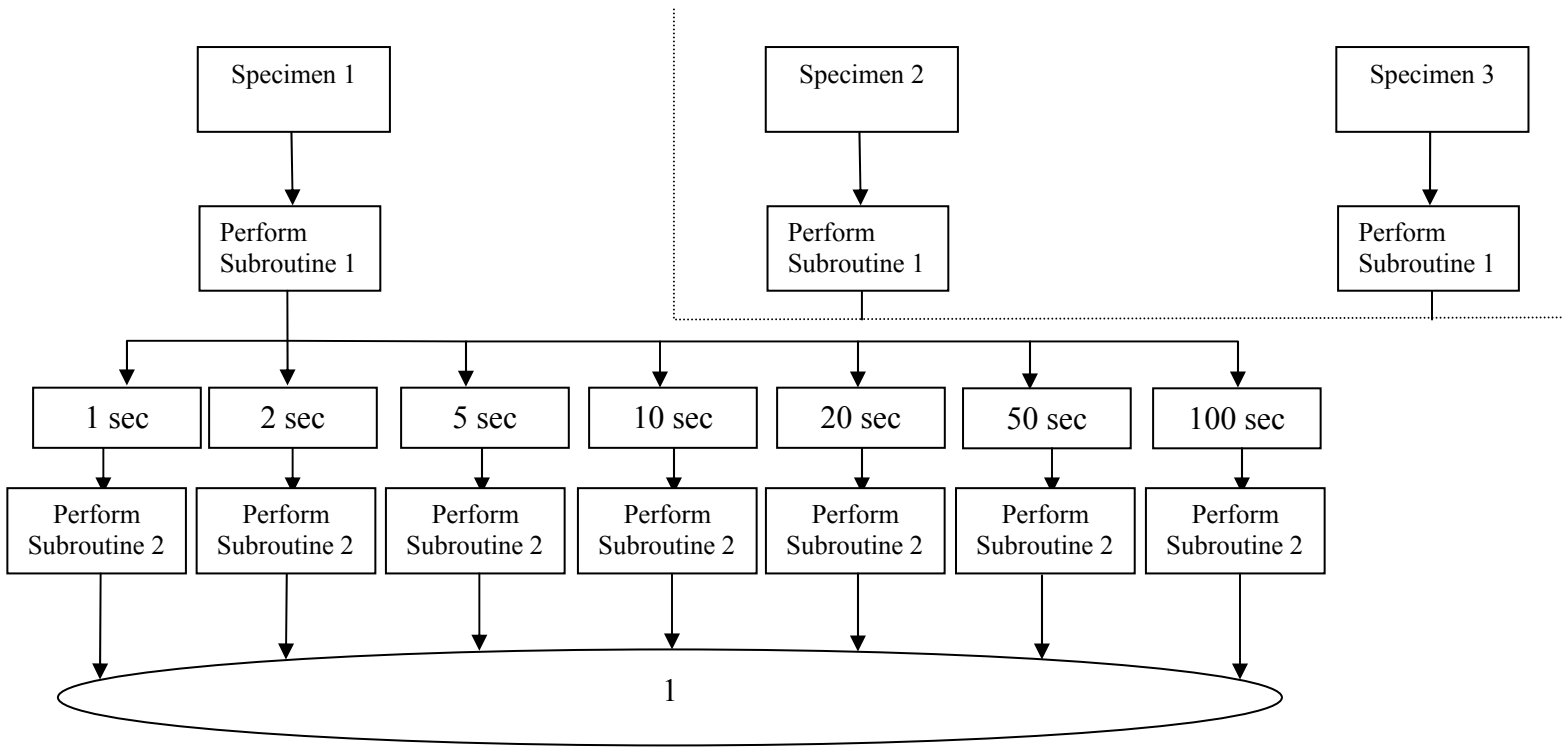 Specimen 1
Specimen 2
Specimen 3
Perform
Subroutine 1
Perform
Subroutine 1
Perform
Subroutine 1
1 sec
2 sec
5 sec
10 sec
20 sec
50 sec
100 sec
Perform
Subroutine 2
Perform
Subroutine 2
Perform
Subroutine 2
Perform
Subroutine 2
Perform
Subroutine 2
Perform
Subroutine 2
Perform
Subroutine 2
1